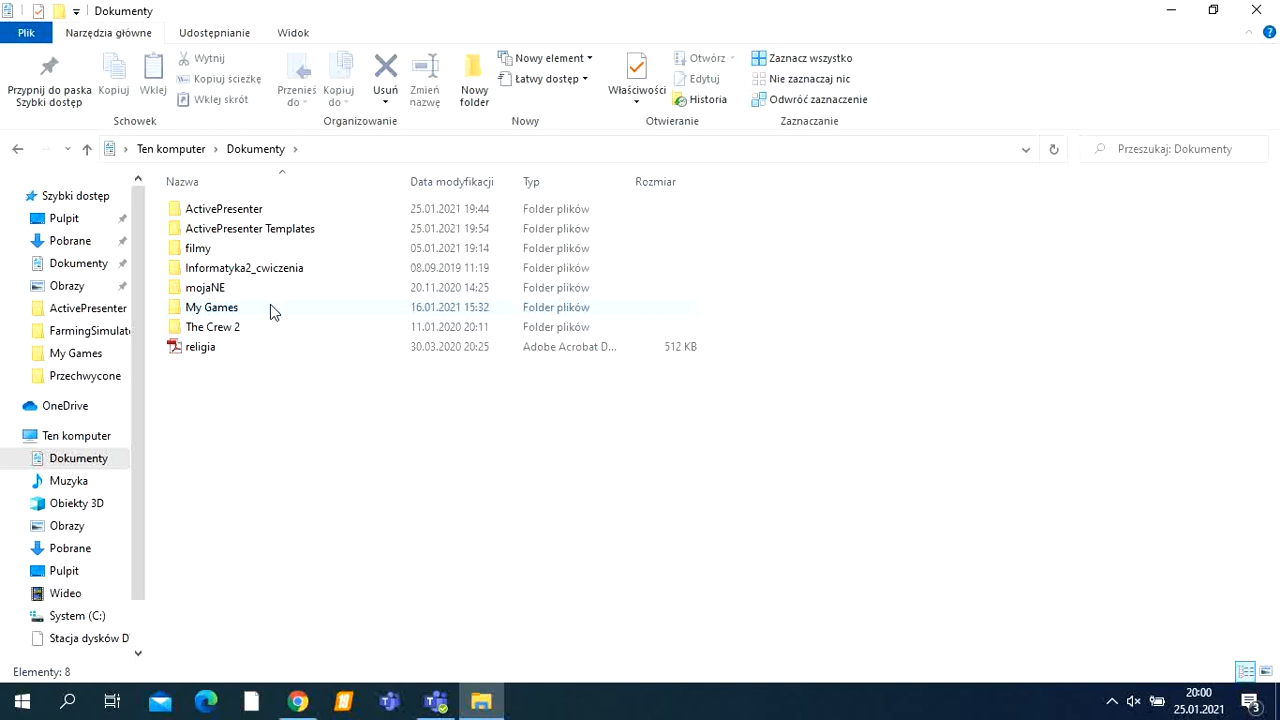 Dokumenty
Plik Narzędzia główne Udostępnianie Widok
Przypnij do paska Szybki dostęp
Kopiuj
Wklej
Wytnij
Kopiuj ścieżkę
Wklej skrót
Schowek
Przenieś do
Kopiuj do
Usuń
Zmień nazwę
Organizowanie
Nowy folder
Nowy element
Łatwy dostęp
Nowy
Właściwości
Otwórz
Edytuj
Historia
Otwieranie
Zaznacz wszystko
Nie zaznaczaj nic
Odwróć zaznaczenie
Zaznaczanie
Ten komputer Dokumenty
Przeszukaj: Dokumenty
Szybki dostęp
Pulpit
Pobrane
Dokumenty
Obrazy
ActivePresenter
FarmingSimulat
My Games
Przechwycone
OneDrive
Ten komputer
Dokumenty
Muzyka
Obiekty 3D
Obrazy
Pobrane
Pulpit
Wideo
System (C:)
Stacja dysków D
Nazwa Data modyfikacji Typ Rozmiar
ActivePresenter 25.01.2021 19:44 Folder plików
ActivePresenter Templates 25.01.2021 19:54 Folder plików
filmy 05.01.2021 19:14 Folder plików
Informatyka2_cwiczenia 08.09.2019 11:19 Folder plików
mojaNE 20.11.2020 14:25 Folder plików
My Games 16.01.2021 15:32 Folder plików
The Crew 2 11.01.2020 20:11 Folder plików
religia 30.03.2020 20:25 Adobe Acrobat D... 512 KB
Elementy: 8
20:00
25.01.2021
3